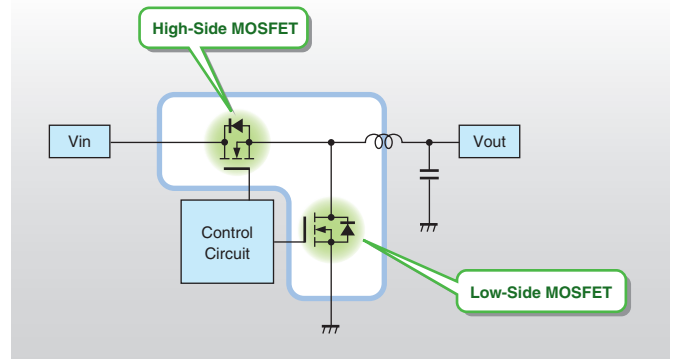 High-Side MOSFET
Vin
Vout
Control
Circuit
Low-Side MOSFET